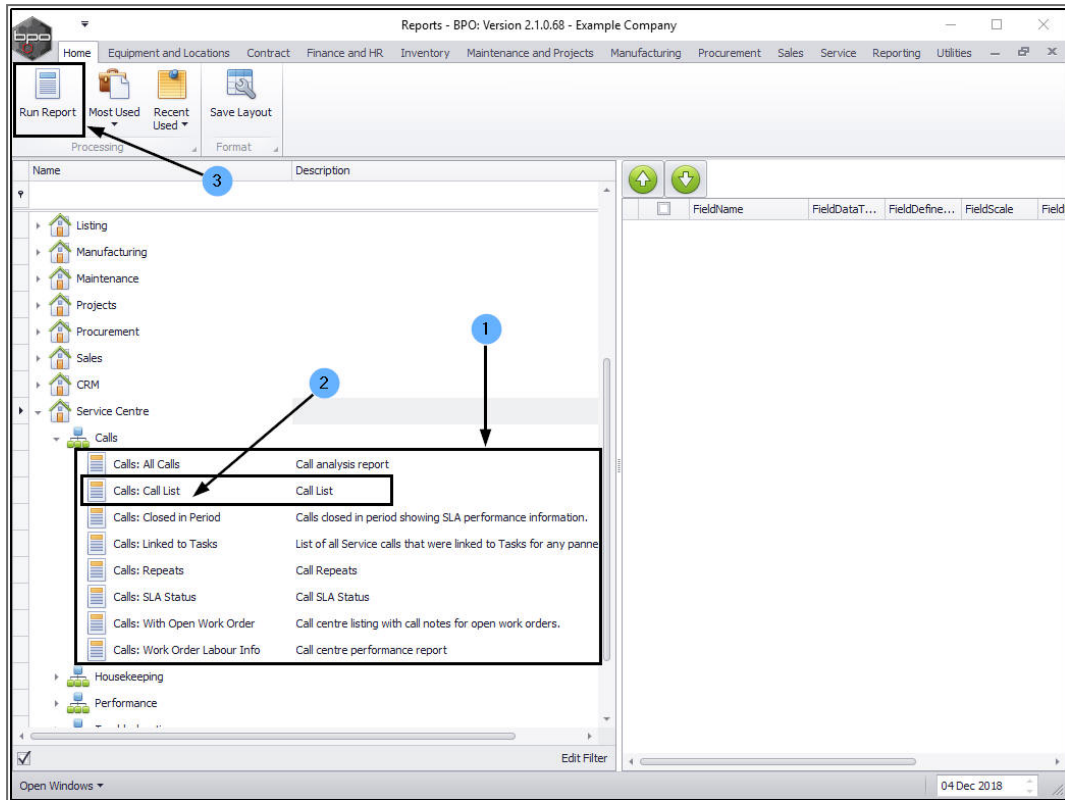 Reports - BPO: Version 2.1.0.68 - Example Company
bpo
Home Equipment and Locations Contract Finance and HR Inventory Maintenance and Projects Manufacturing Procurement Sales Service Reporting Utilities
Run Report Most Used Recent Used Save Layout
Processing Format
3
Name Description
FieldName FieldDataT... FieldDefine... FieldScale Field
Listing
Manufacturing
Maintenance
Projects
Procurement
1
Sales
CRM
2
Service Centre
Calls
Calls: All Calls Call analysis report
Calls: Call List Call List
Calls: Closed in Period Calls closed in period showing SLA performance information.
Calls: Linked to Tasks List of all Service calls that were linked to Tasks for any panne
Calls: Repeats Call Repeats
Calls: SLA Status Call SLA Status
Calls: With Open Work Order Call centre listing with call notes for open work orders.
Calls: Work Order Labour Info Call centre performance report
Housekeeping
Performance
Edit Filter
Open Windows 04 Dec 2018